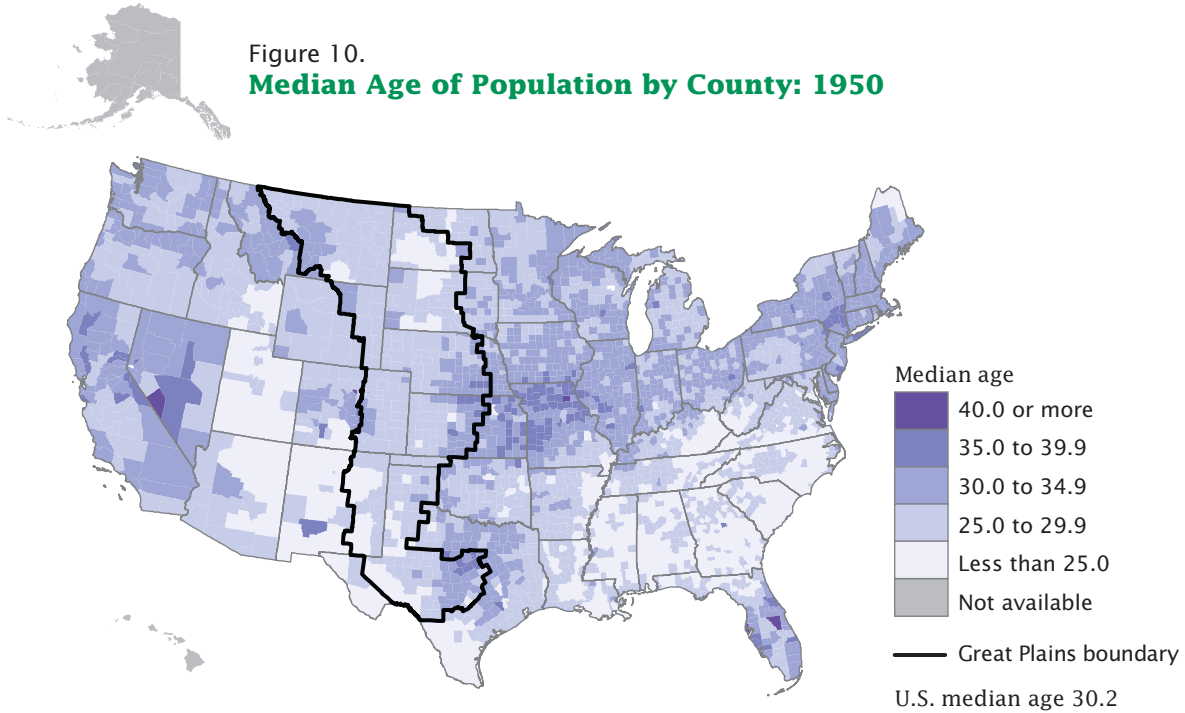 Figure 10.
Median Age of Population by County: 1950
Median age
40.0 or more
35.0 to 39.9
30.0 to 34.9
25.0 to 29.9
Less than 25.0
Not available
Great Plains boundary
U.S. median age 30.2